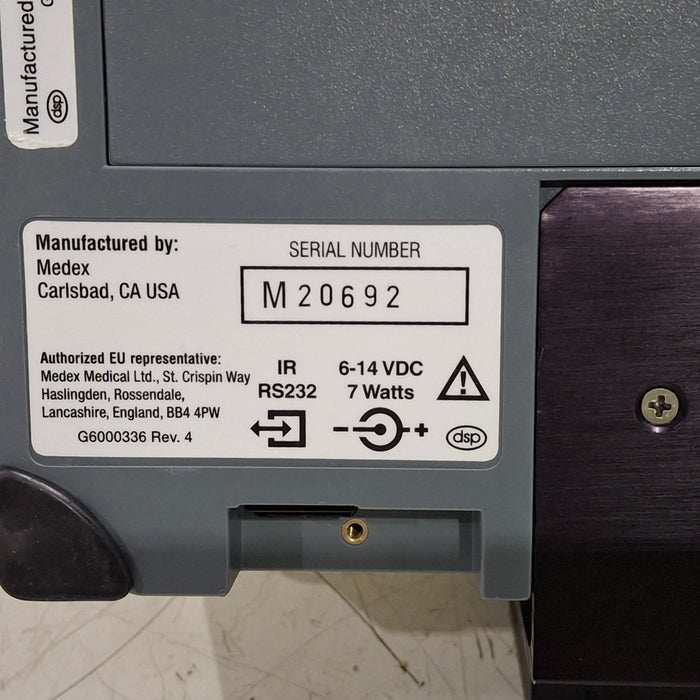 Manufactured
dsp
Manufactured by:
Medex
Carlsbad, CA USA
SERIAL NUMBER
M 20692
Authorized EU representative:
Medex Medical Ltd., St. Crispin Way
Haslingden, Rossendale,
Lancashire, England, BB4 4PW
G6000336 Rev. 4
IR
RS232
6-14 VDC
7 Watts
dsp